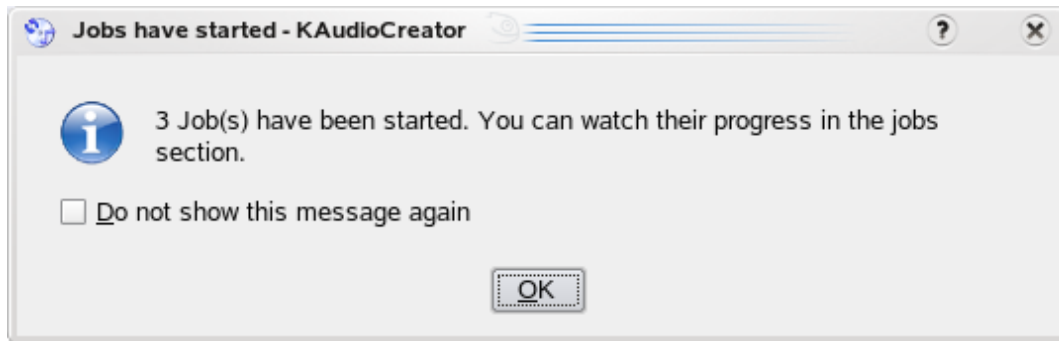 Jobs have started - KAudioCreator
3 Job(s) have been started. You can watch their progress in the jobs
section.
Do not show this message again
OK